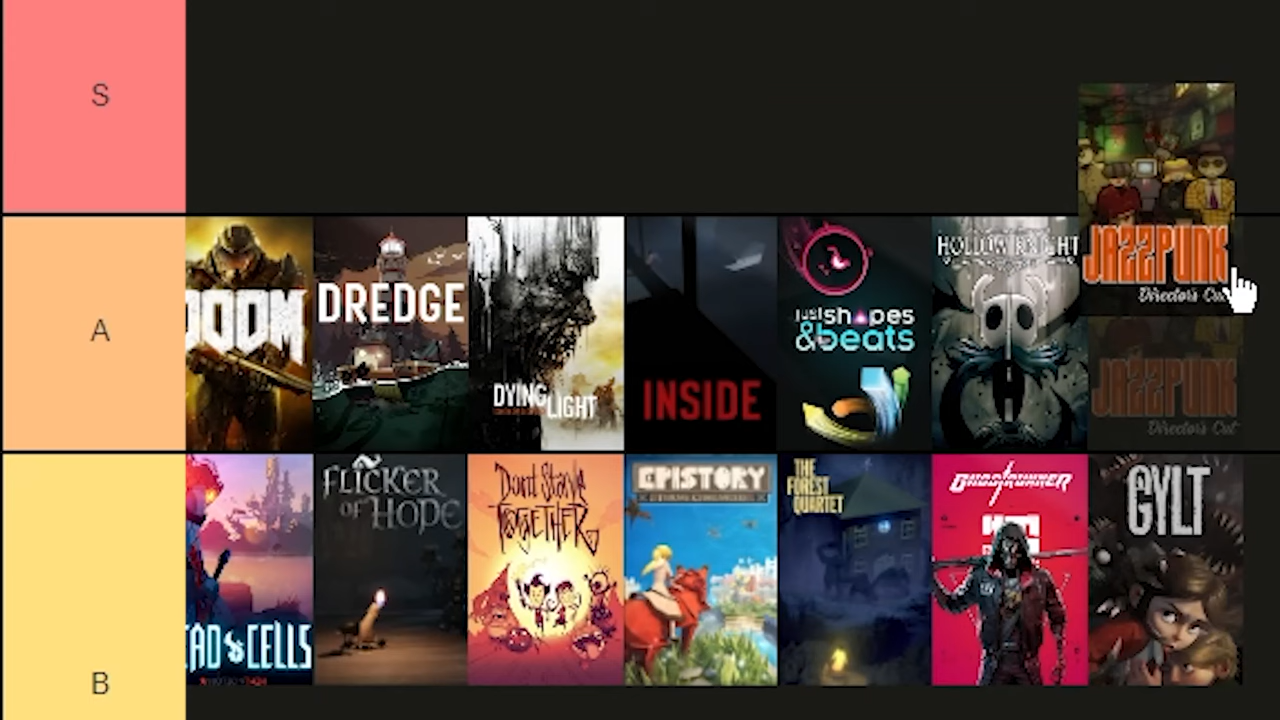 S
JAZZPUNK
Director's Cut
A
DOOM
DREDGE
DYING
LIGHT
INSIDE
just shapes
&beats
HOLLOW KNIGHT
JAZZPUNK
Director's Cut
B
EAD CELLS
FLICKER
OF HOPE
Don't Starve
TOGETHER
EPISTORY
THE
FOREST
QUARTET
GHOSTRUNNER
GYLT